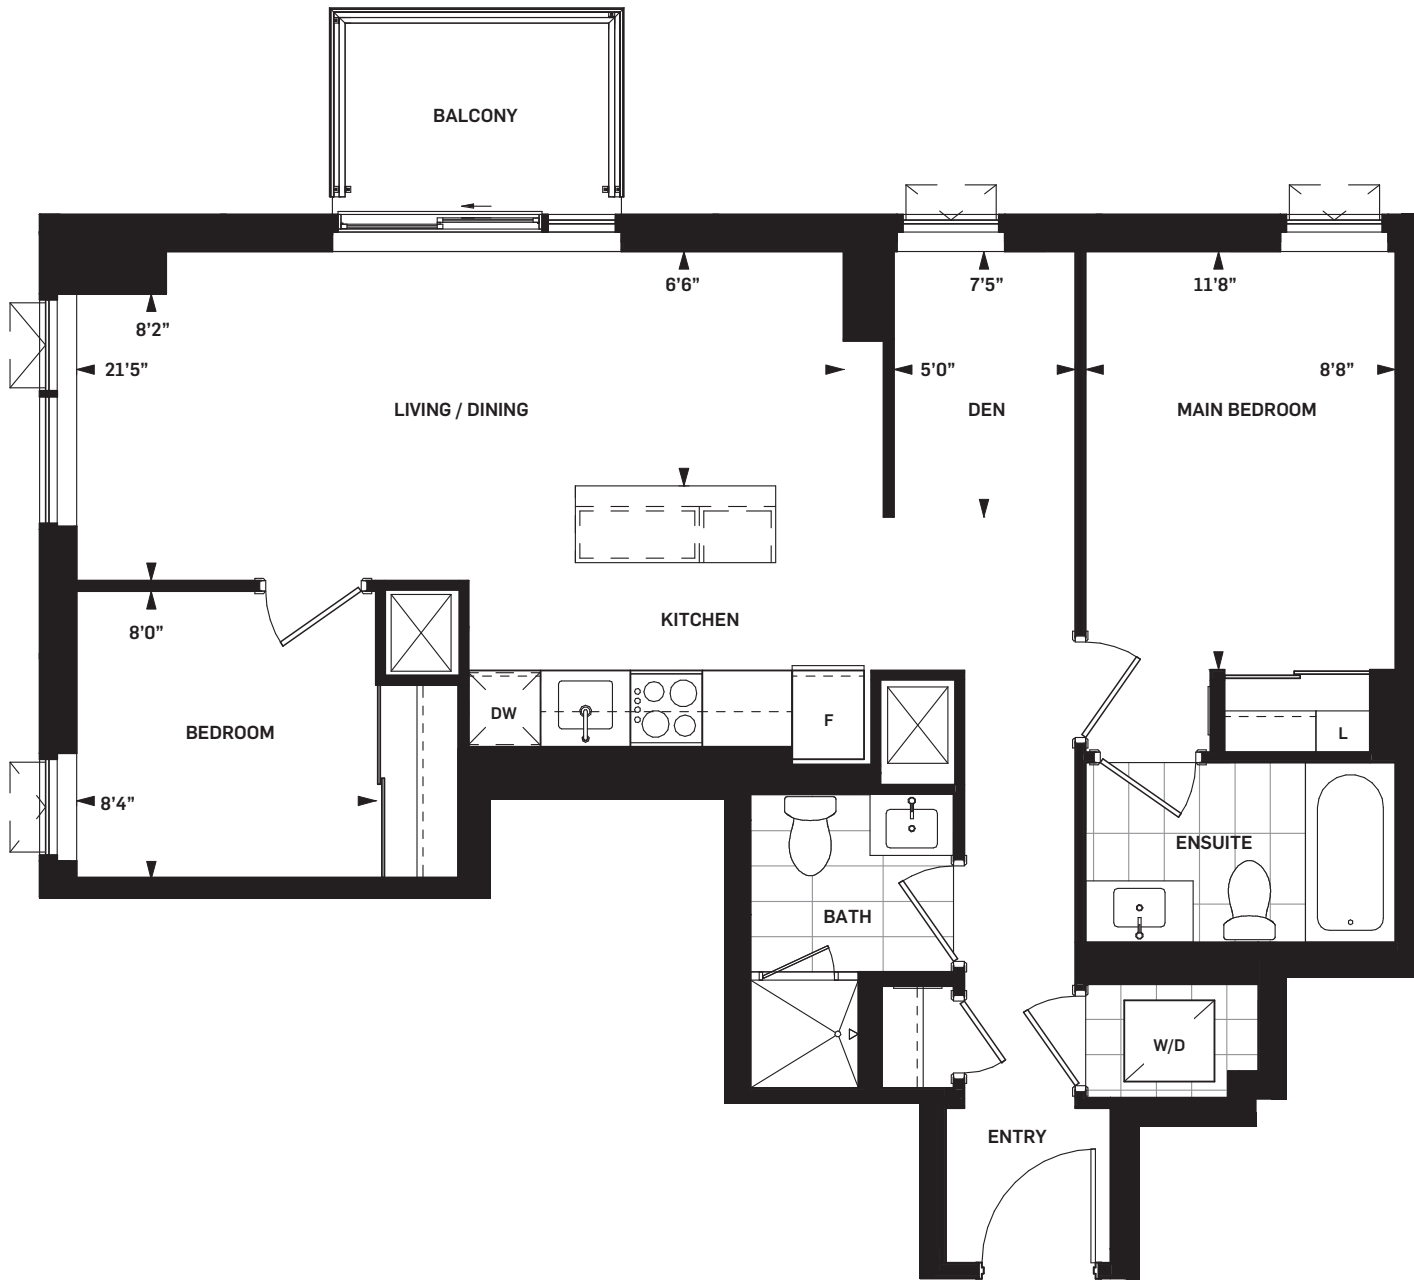 BALCONY
6’6”
7’5”
11’8”
8’2”
21’5”
5’0”
8’8”
LIVING / DINING
DEN
MAIN BEDROOM
KITCHEN
8’0”
DW
F
BEDROOM
L
8’4”
ENSUITE
BATH
W/D
ENTRY